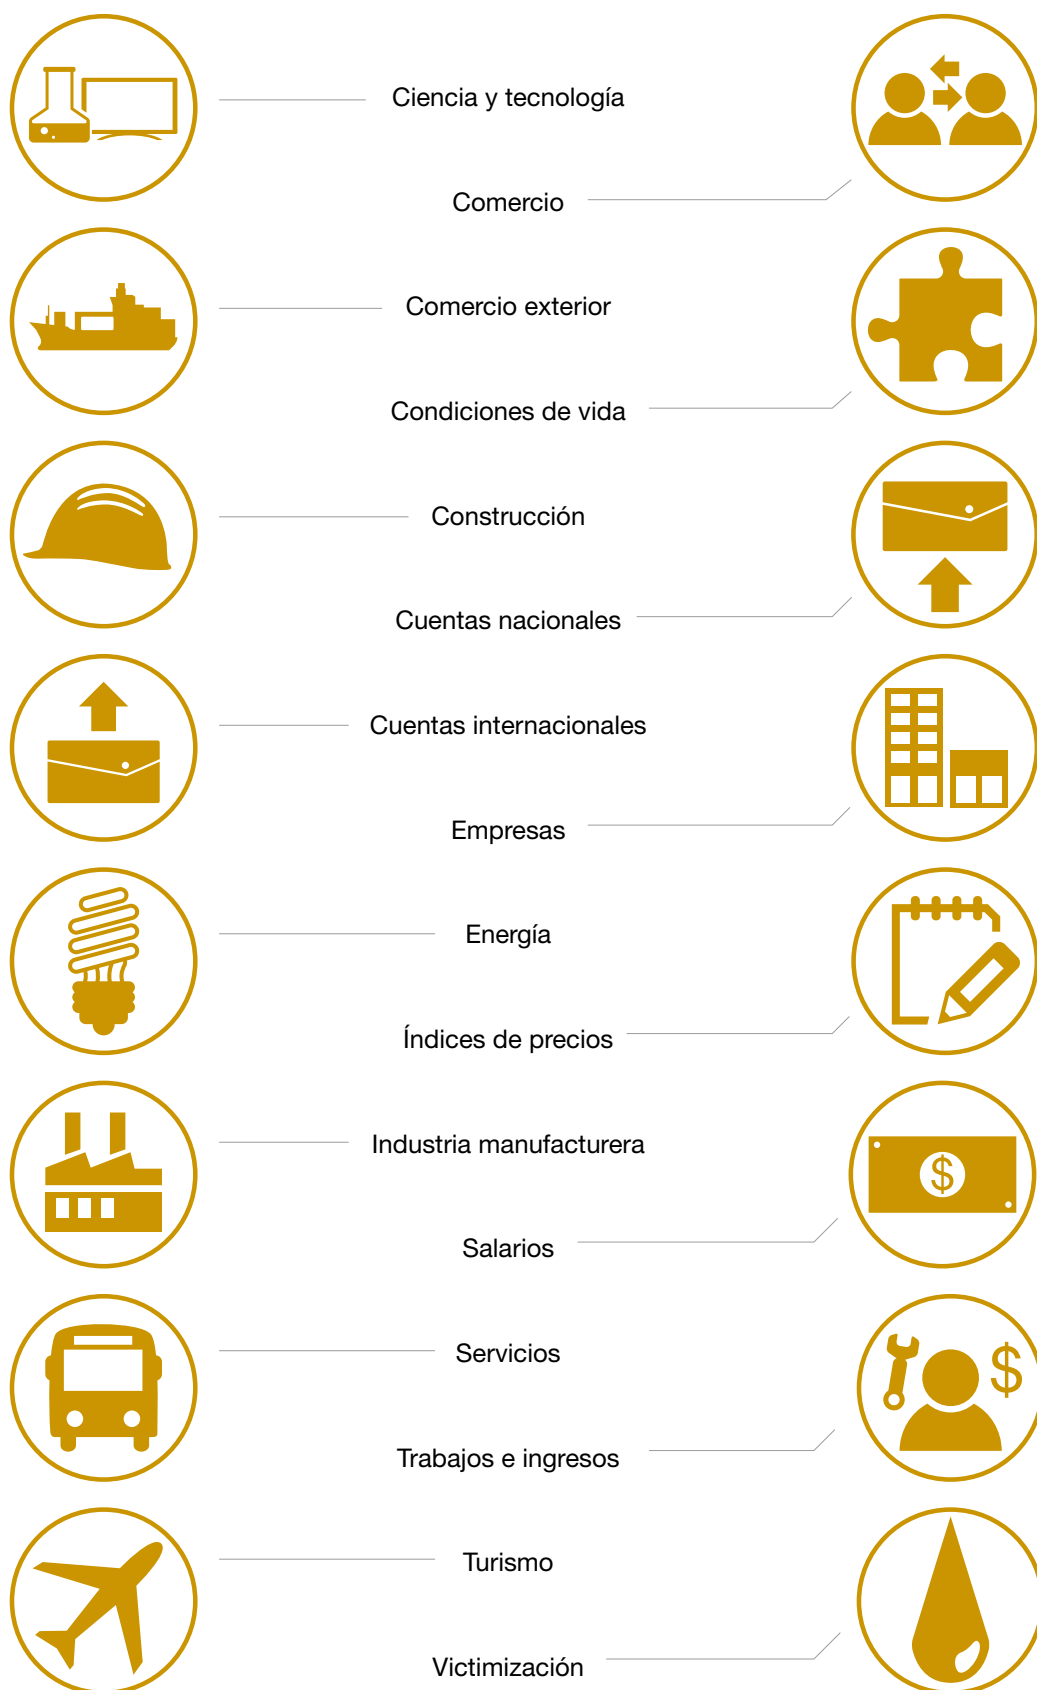 Ciencia y tecnología
Comercio
Comercio exterior
Condiciones de vida
Construcción
Cuentas nacionales
Cuentas internacionales
Empresas
Energía
Índices de precios
Industria manufacturera
$
Salarios
$
Servicios
Trabajos e ingresos
Turismo
Victimización